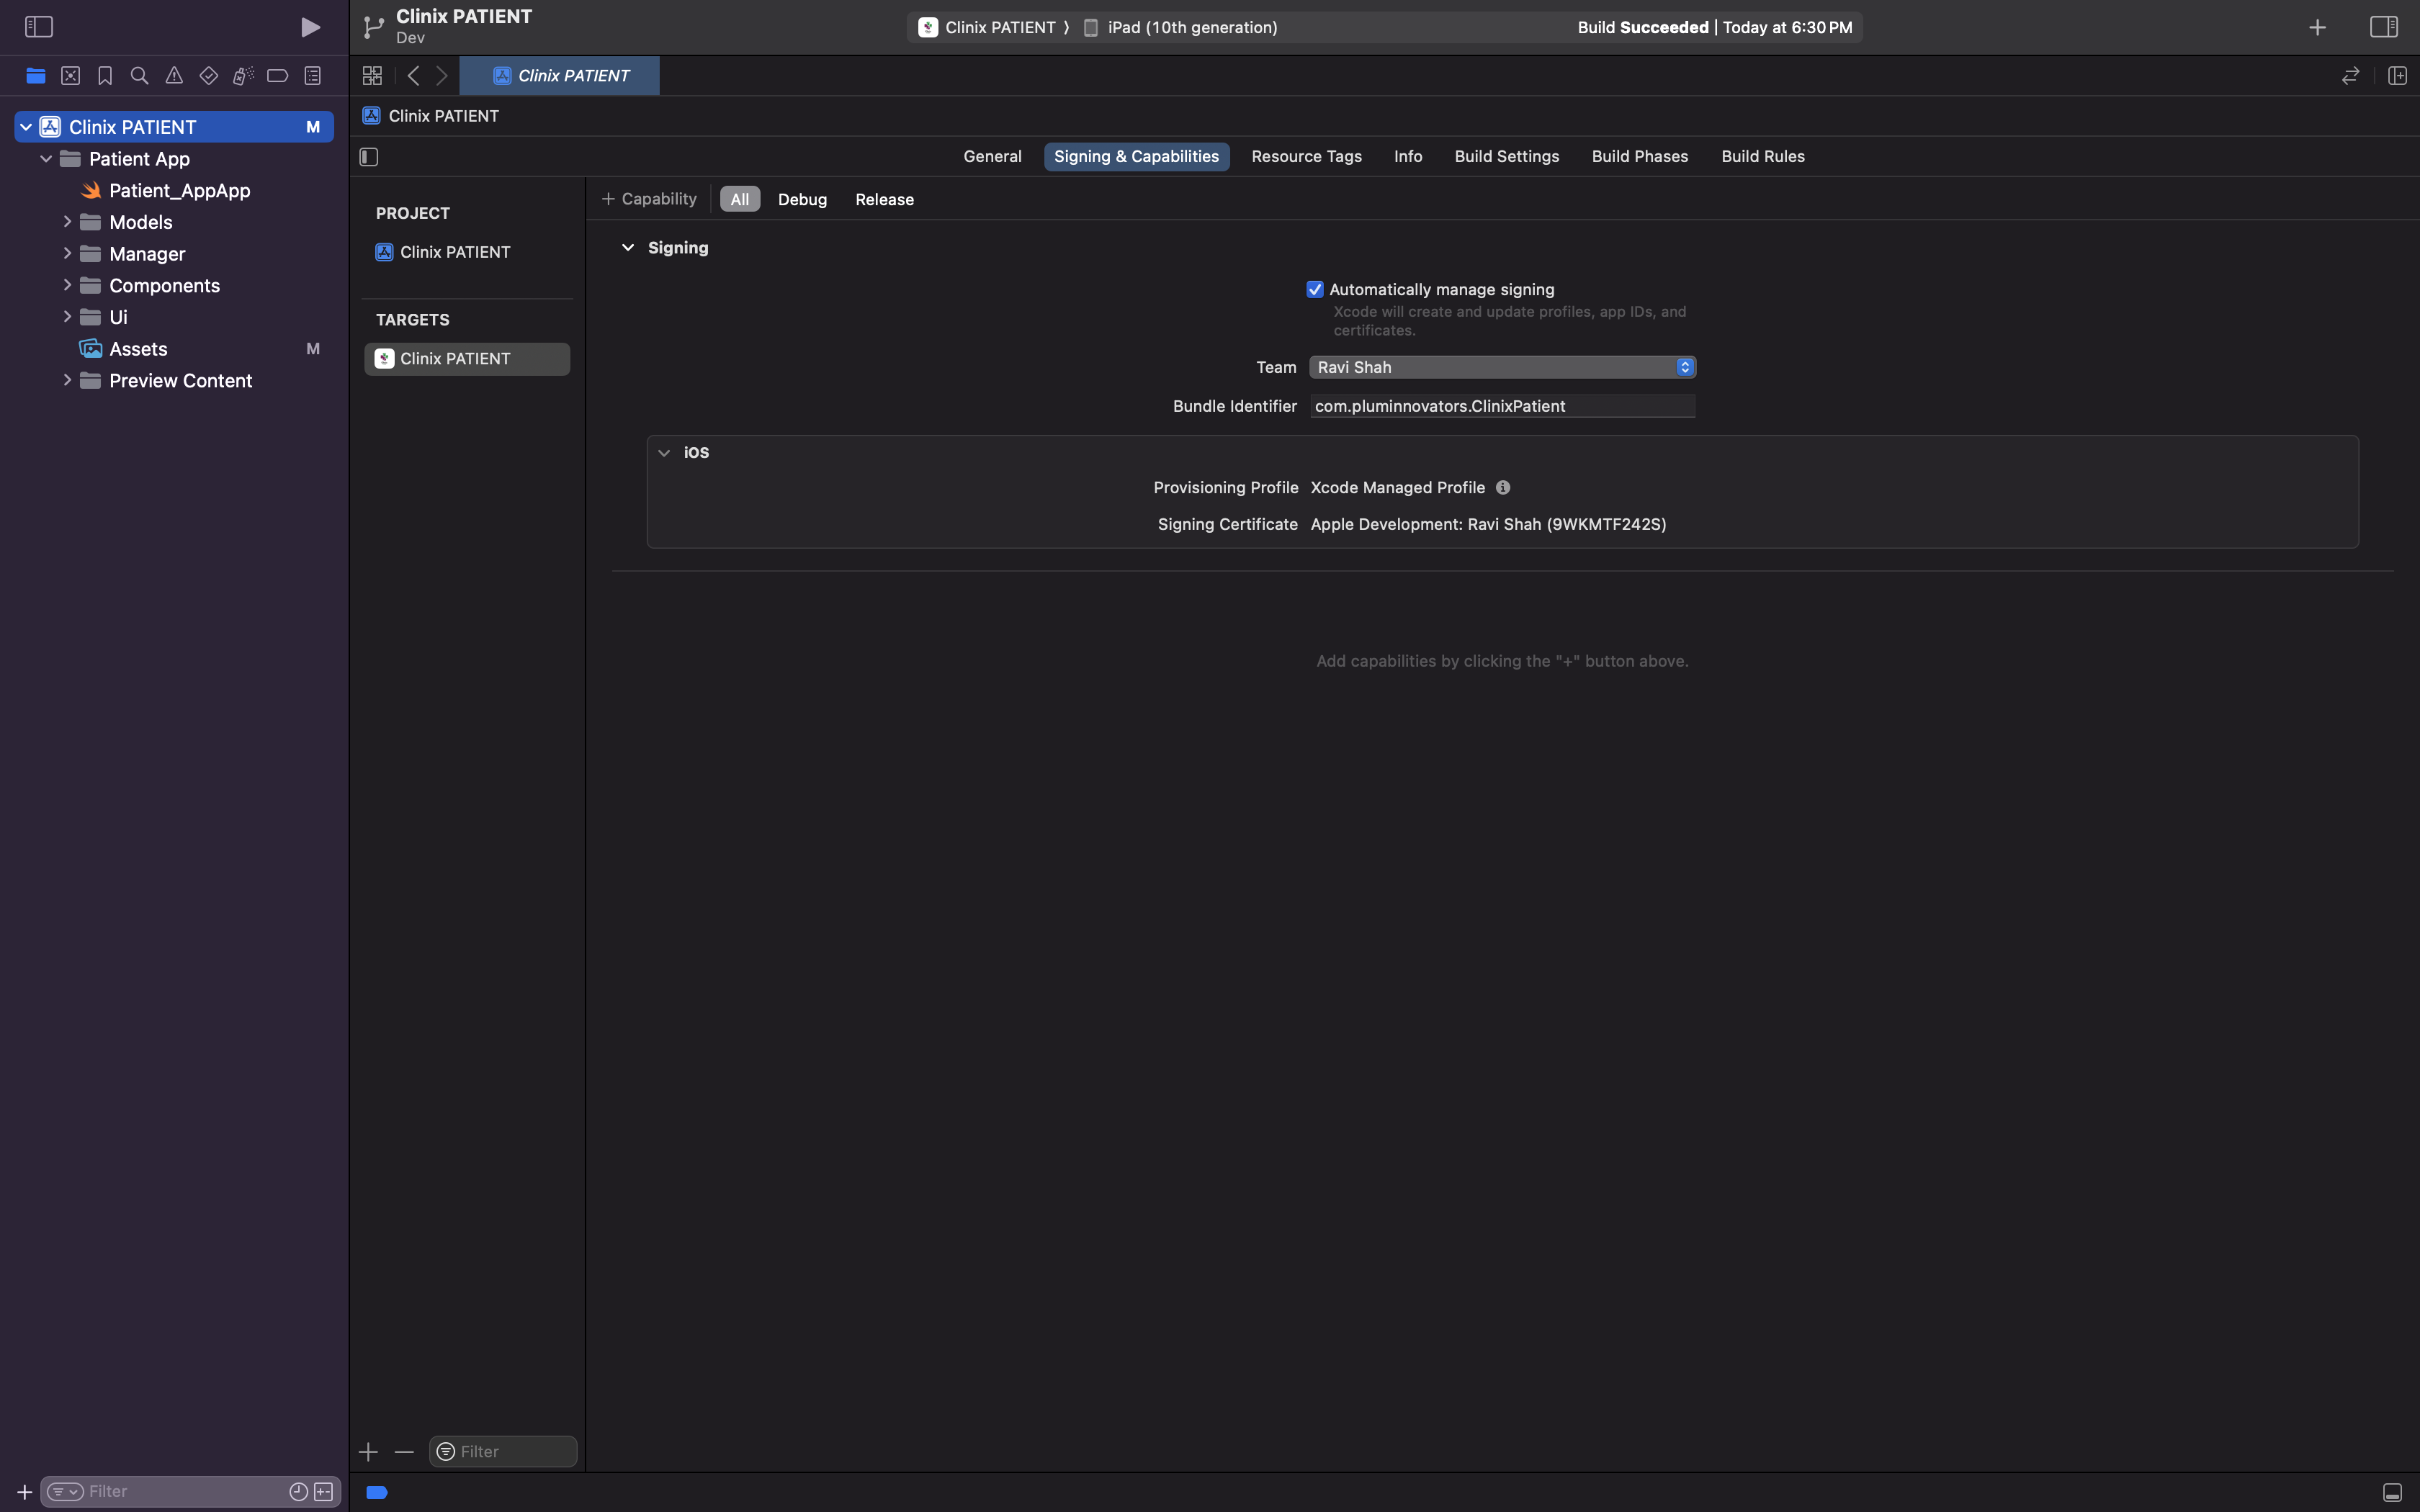 Clinix PATIENT
Dev
Clinix PATIENT ⟩ iPad (10th generation)
Build Succeeded | Today at 6:30 PM
Clinix PATIENT
Clinix PATIENT
Clinix PATIENT M
Patient App
Patient_AppApp
Models
Manager
Components
Ui
Assets M
Preview Content
General Signing & Capabilities Resource Tags Info Build Settings Build Phases Build Rules
PROJECT
Clinix PATIENT
TARGETS
Clinix PATIENT
+ Capability All Debug Release
Signing
Automatically manage signing
Xcode will create and update profiles, app IDs, and
certificates.
Team Ravi Shah
Bundle Identifier com.pluminnovators.ClinixPatient
iOS
Provisioning Profile Xcode Managed Profile
Signing Certificate Apple Development: Ravi Shah (9WKMTF242S)
Add capabilities by clicking the "+" button above.
Filter
Filter